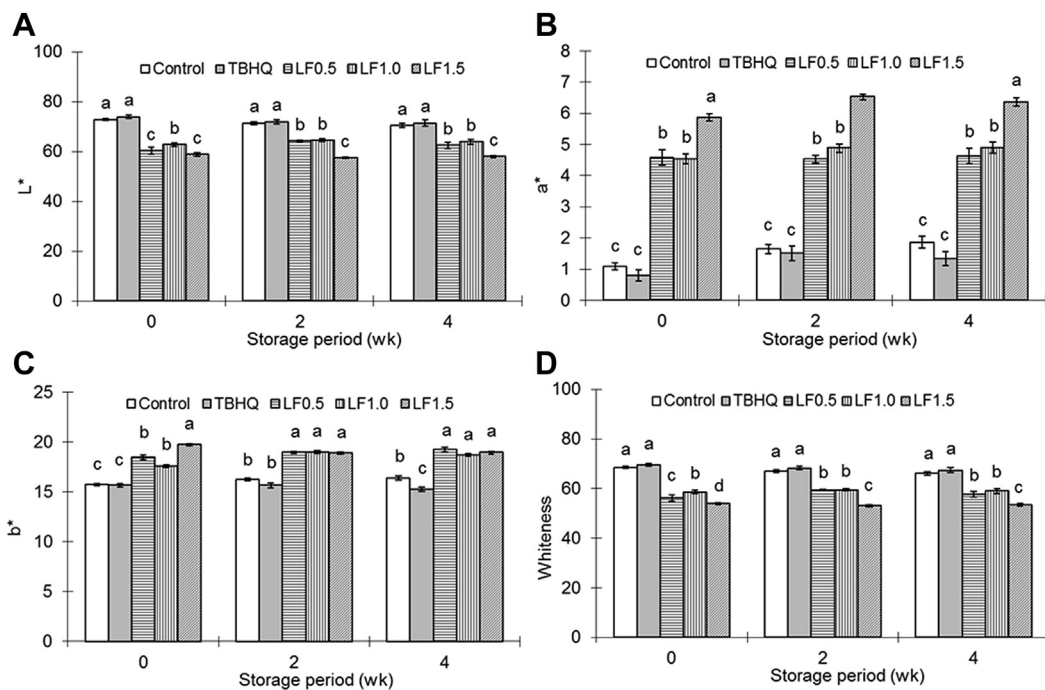 A
100
80
60
40
20
0
L*
Control TBHQ LF0.5 LF1.0 LF1.5
a a c b c
a a b b c
a a b b c
0 2 4
Storage period (wk)
B
8
7
6
5
4
3
2
1
0
a*
Control TBHQ LF0.5 LF1.0 LF1.5
c c b b a
c c b b
c c b b a
0 2 4
Storage period (wk)
C
25
20
15
10
5
0
b*
Control TBHQ LF0.5 LF1.0 LF1.5
c c b b a
b b a a a
b c a a a
0 2 4
Storage period (wk)
D
100
80
60
40
20
0
Whiteness
Control TBHQ LF0.5 LF1.0 LF1.5
a a c b d
a a b b c
a a b b c
0 2 4
Storage period (wk)